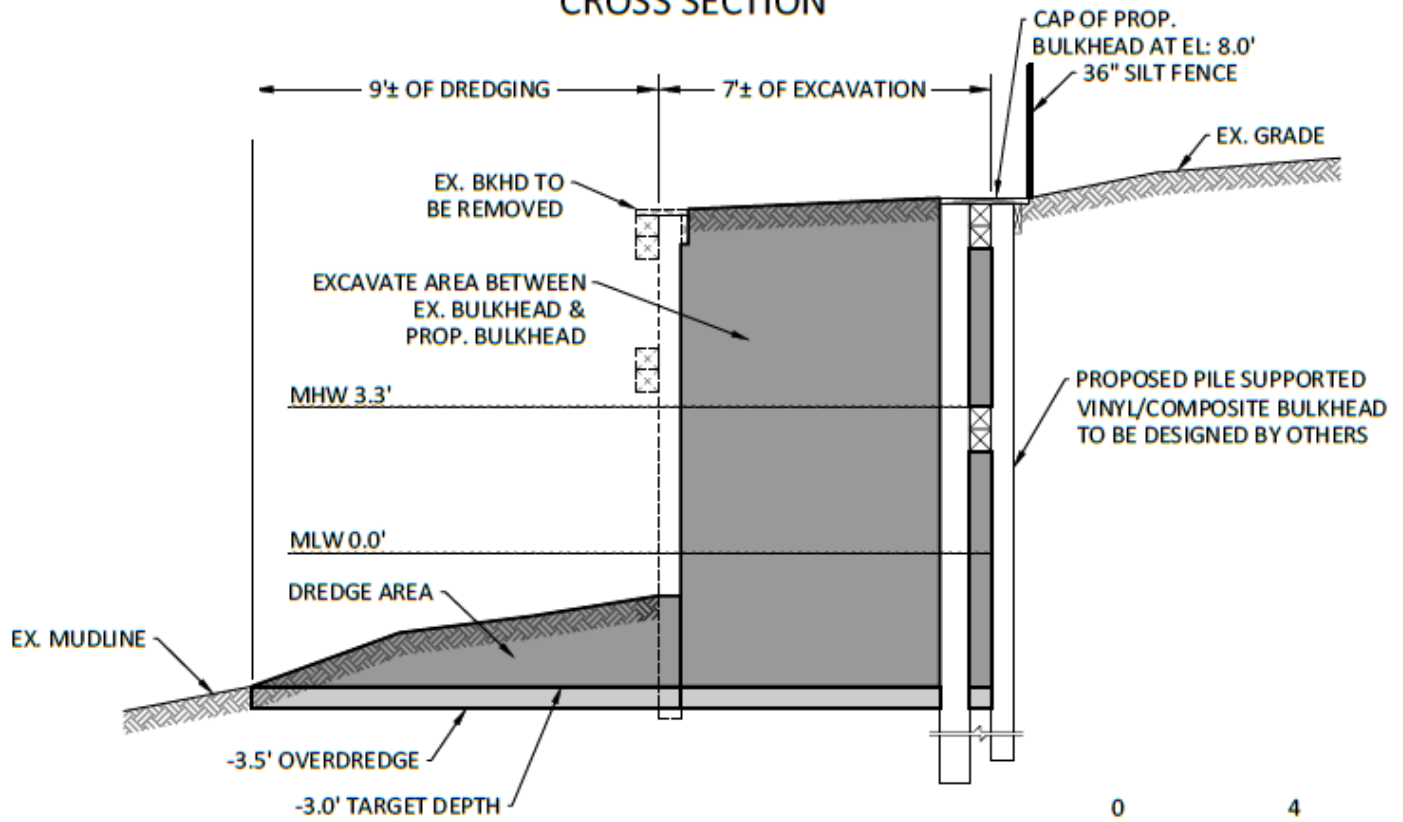 CROSS SECTION
CAP OF PROP.
BULKHEAD AT EL: 8.0'
36" SILT FENCE
9'± OF DREDGING
7'± OF EXCAVATION
EX. GRADE
EX. BKHD TO
BE REMOVED
EXCAVATE AREA BETWEEN
EX. BULKHEAD &
PROP. BULKHEAD
MHW 3.3'
PROPOSED PILE SUPPORTED
VINYL/COMPOSITE BULKHEAD
TO BE DESIGNED BY OTHERS
MLW 0.0'
DREDGE AREA
EX. MUDLINE
-3.5' OVERDREDGE
-3.0' TARGET DEPTH
0 4